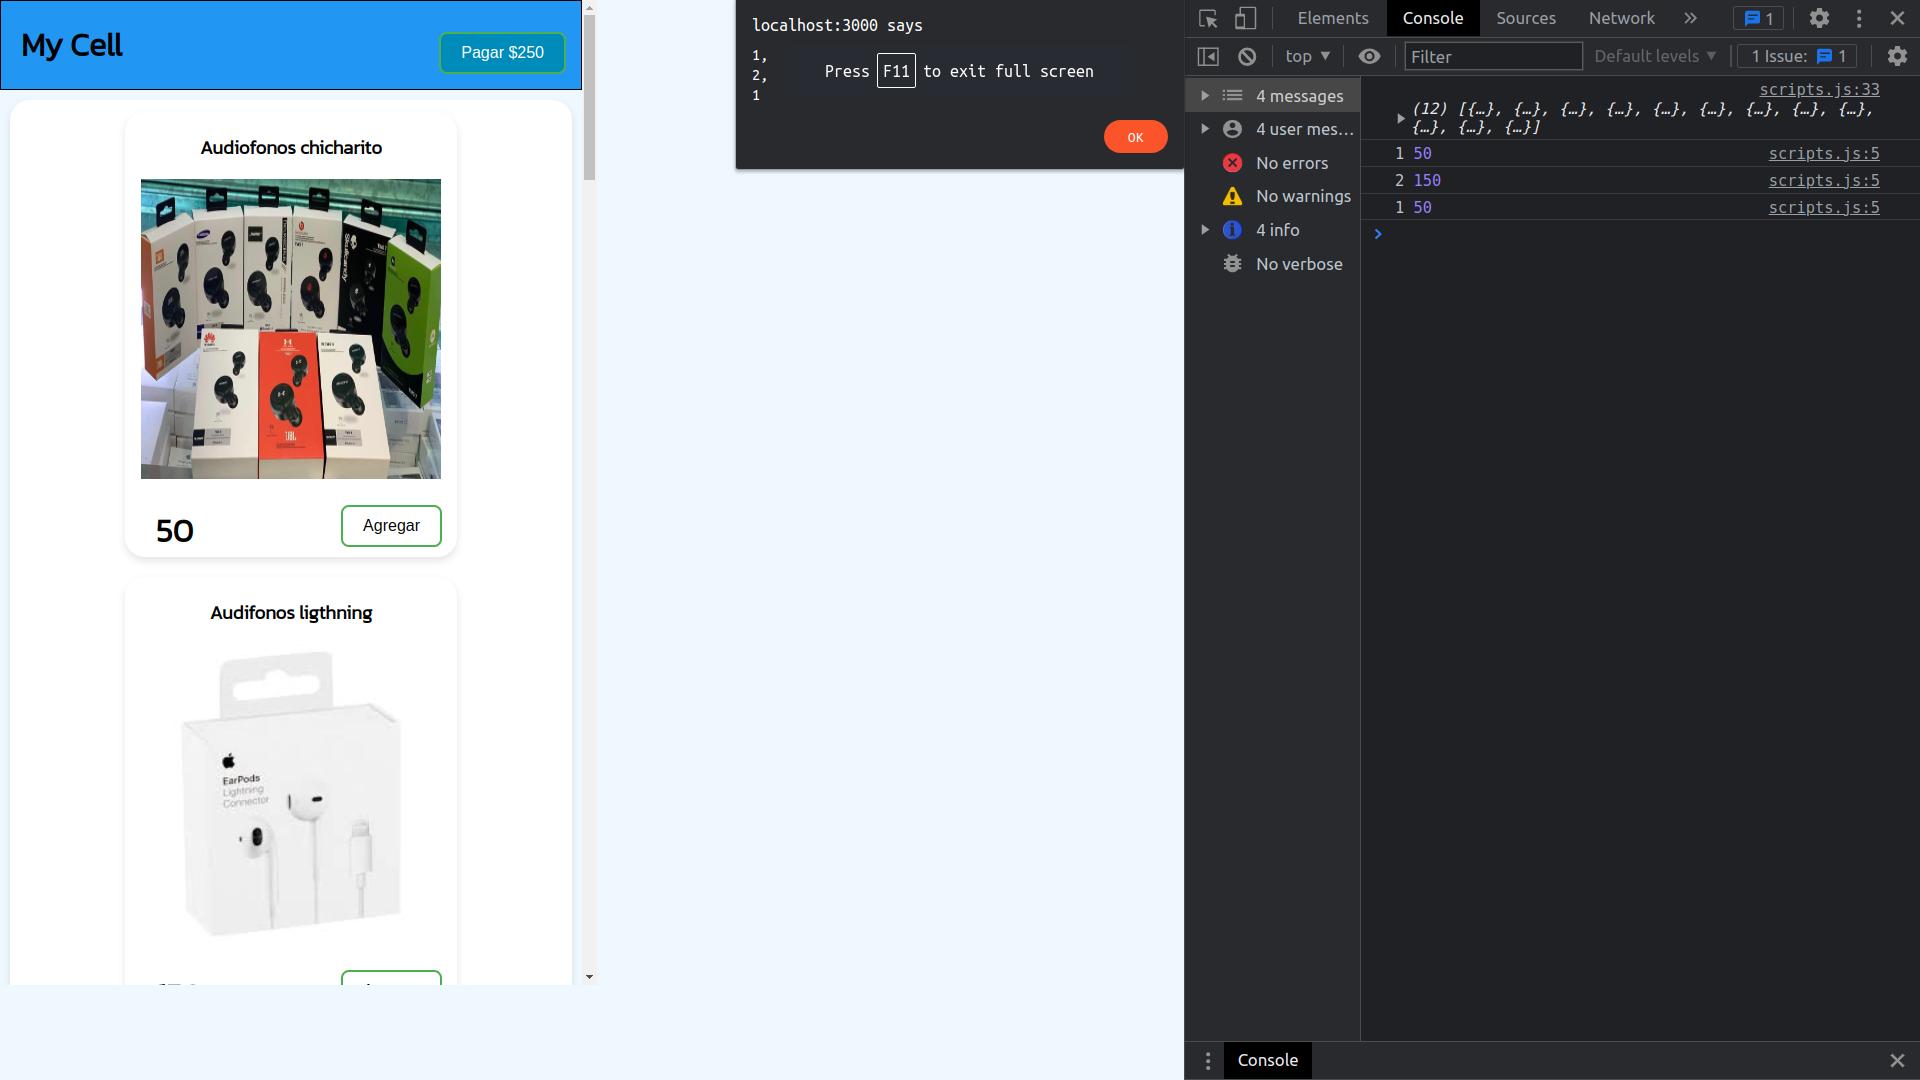 My Cell
Pagar $250
Audiofonos chicharito
50
Agregar
Audifonos ligthning
EarPods
Lightning
Connector
localhost:3000 says
1,
2,
1
Press F11 to exit full screen
OK
Elements
Console
Sources
Network
1
top
Filter
Default levels
1 Issue: 1
4 messages
4 user mes…
No errors
No warnings
4 info
No verbose
scripts.js:33
(12) [{…}, {…}, {…}, {…}, {…}, {…}, {…}, {…}, {…},
{…}, {…}, {…}]
1 50 scripts.js:5
2 150 scripts.js:5
1 50 scripts.js:5
Console